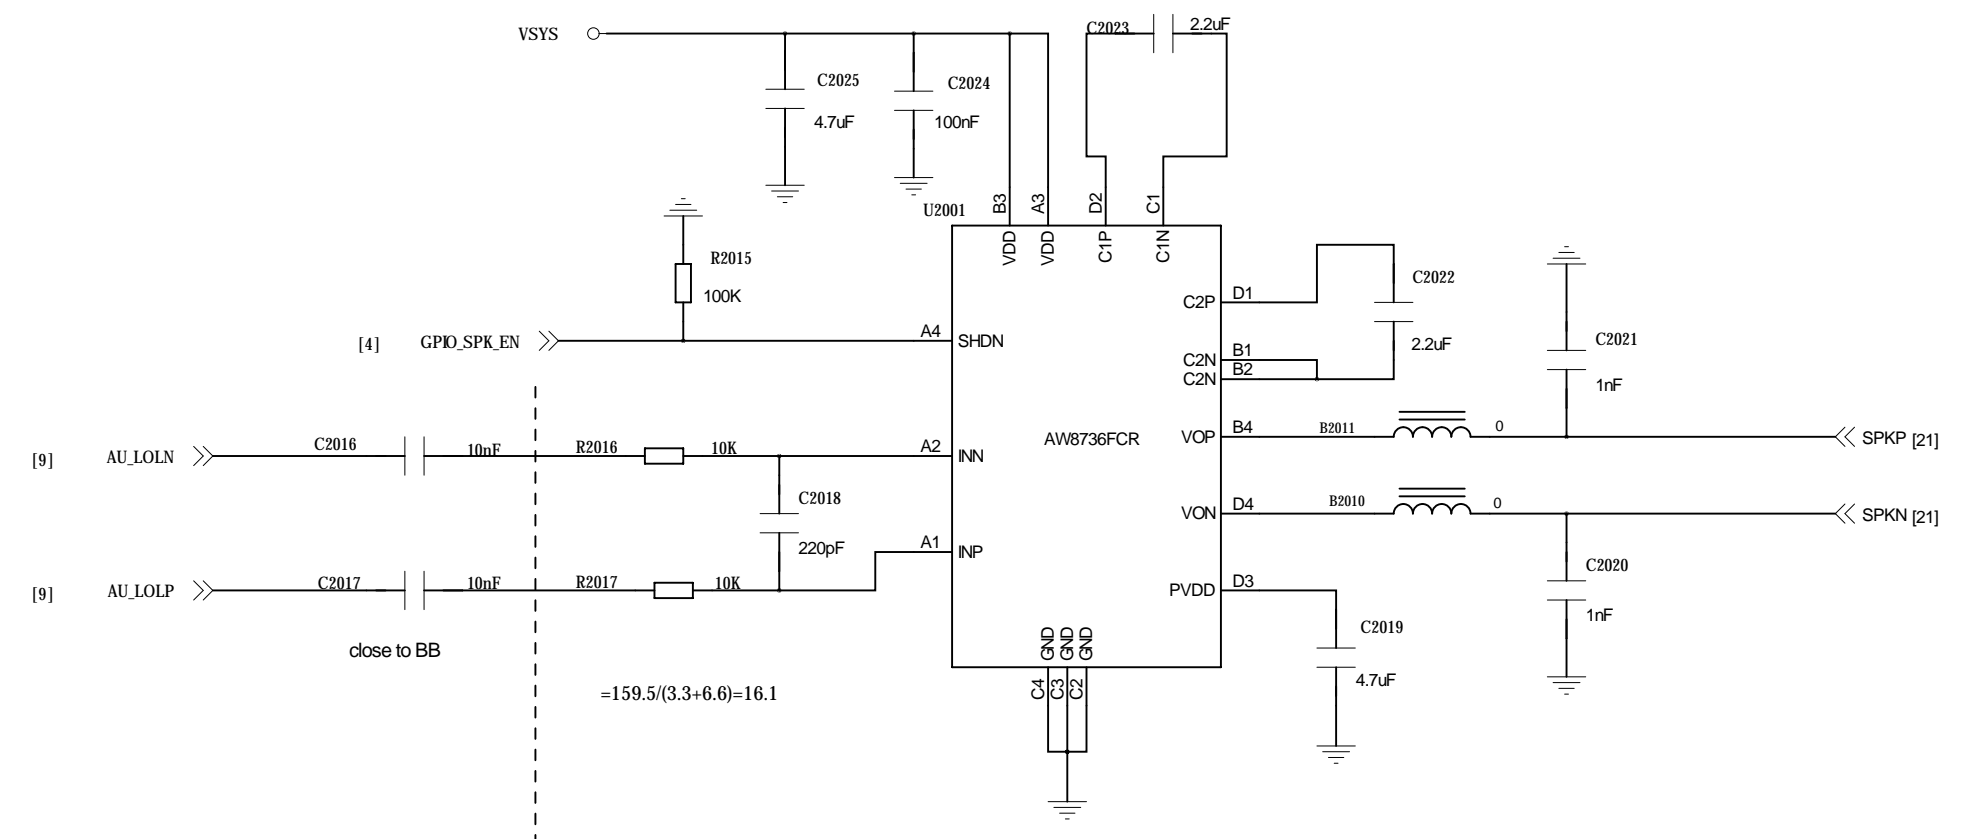 C2023 2.2uF
VSYS
C2025 C2024
4.7uF 100nF
B3 A3 D2 C1
U2001
VDD VDD C1P C1N
R2015
100K
C2022
2.2uF
C2P D1
C2021
1nF
[4] GPIO_SPK_EN A4 SHDN
C2N B1
C2N B2
AW8736FCR
VOP B4 B2011 0 SPKP [21]
[9] AU_LOLN C2016 10nF R2016 10K A2 INN
C2018
220pF
VON D4 B2010 0 SPKN [21]
A1 INP
C2020
1nF
[9] AU_LOLP C2017 10nF R2017 10K
PVDD D3
C2019
4.7uF
close to BB
GND GND GND
C4 C3 C2
=159.5/(3.3+6.6)=16.1